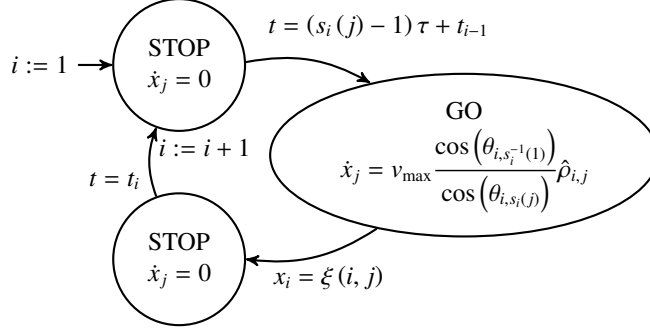 t = (s_i (j) − 1) τ + t_{i−1}
i := 1
STOP
ẋ_j = 0
GO
ẋ_j = v_max cos(θ_{i,s_i^{−1}(1)}) / cos(θ_{i,s_i(j)}) ρ̂_{i,j}
i := i + 1
t = t_i
STOP
ẋ_j = 0
x_i = ξ (i, j)